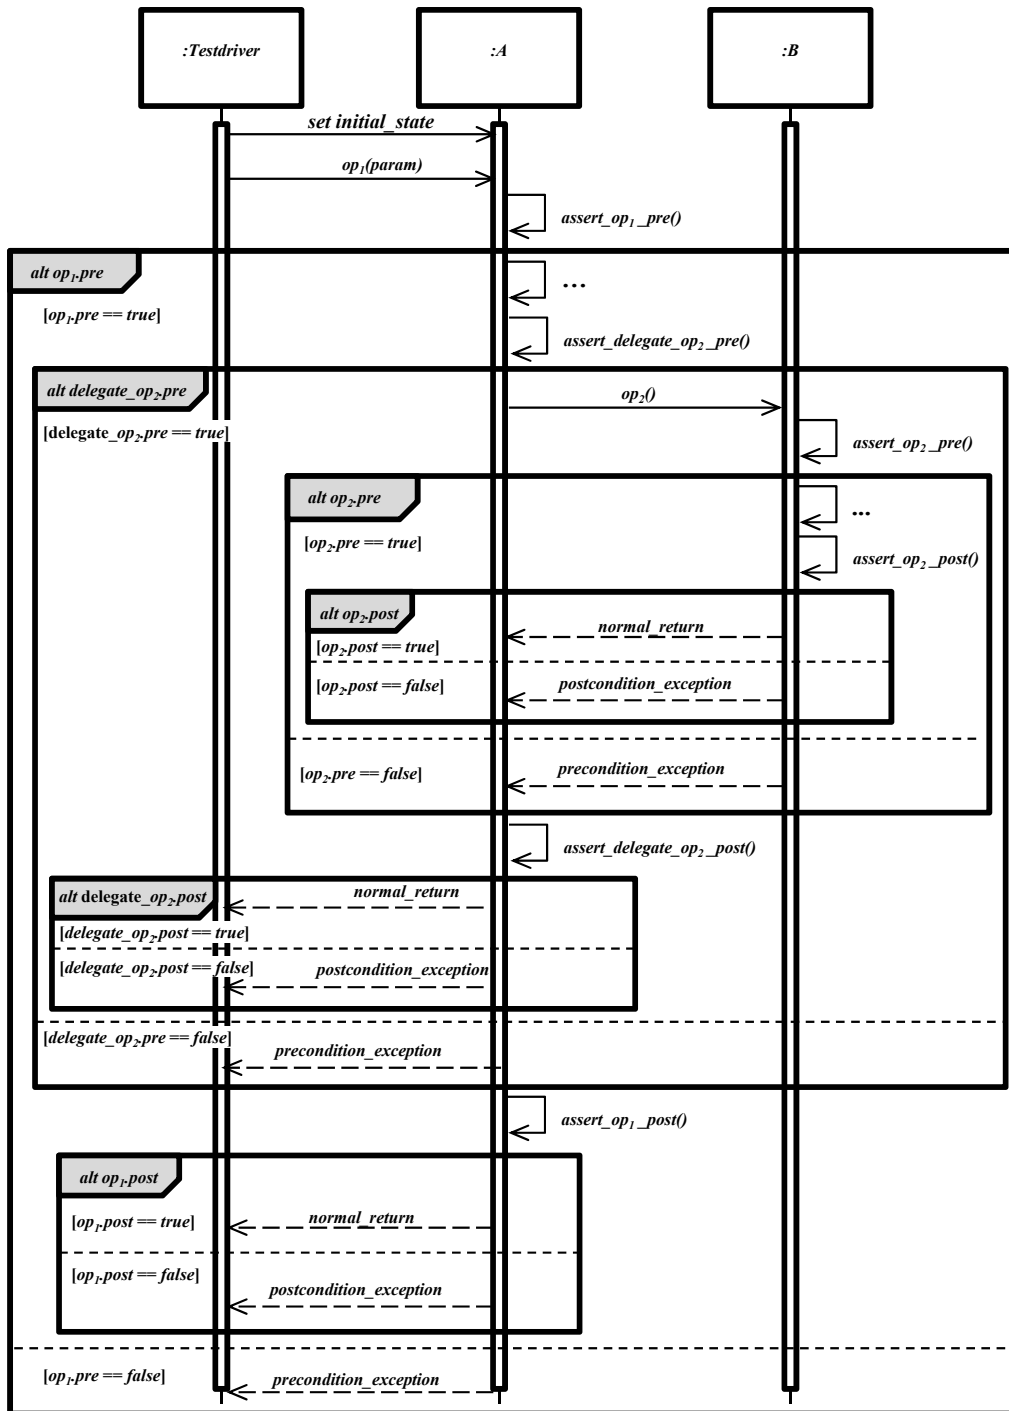 :Testdriver
:A
:B
set initial_state
op₁(param)
assert_op₁_pre()
alt op₁.pre
...
[op₁.pre == true]
assert_delegate_op₂_pre()
alt delegate_op₂.pre
op₂()
[delegate_op₂.pre == true]
assert_op₂_pre()
alt op₂.pre
...
[op₂.pre == true]
assert_op₂_post()
alt op₂.post
normal_return
[op₂.post == true]
[op₂.post == false]
postcondition_exception
[op₂.pre == false]
precondition_exception
assert_delegate_op₂_post()
alt delegate_op₂.post
normal_return
[delegate_op₂.post == true]
[delegate_op₂.post == false]
postcondition_exception
[delegate_op₂.pre == false]
precondition_exception
assert_op₁_post()
alt op₁.post
[op₁.post == true]
normal_return
[op₁.post == false]
postcondition_exception
[op₁.pre == false]
precondition_exception